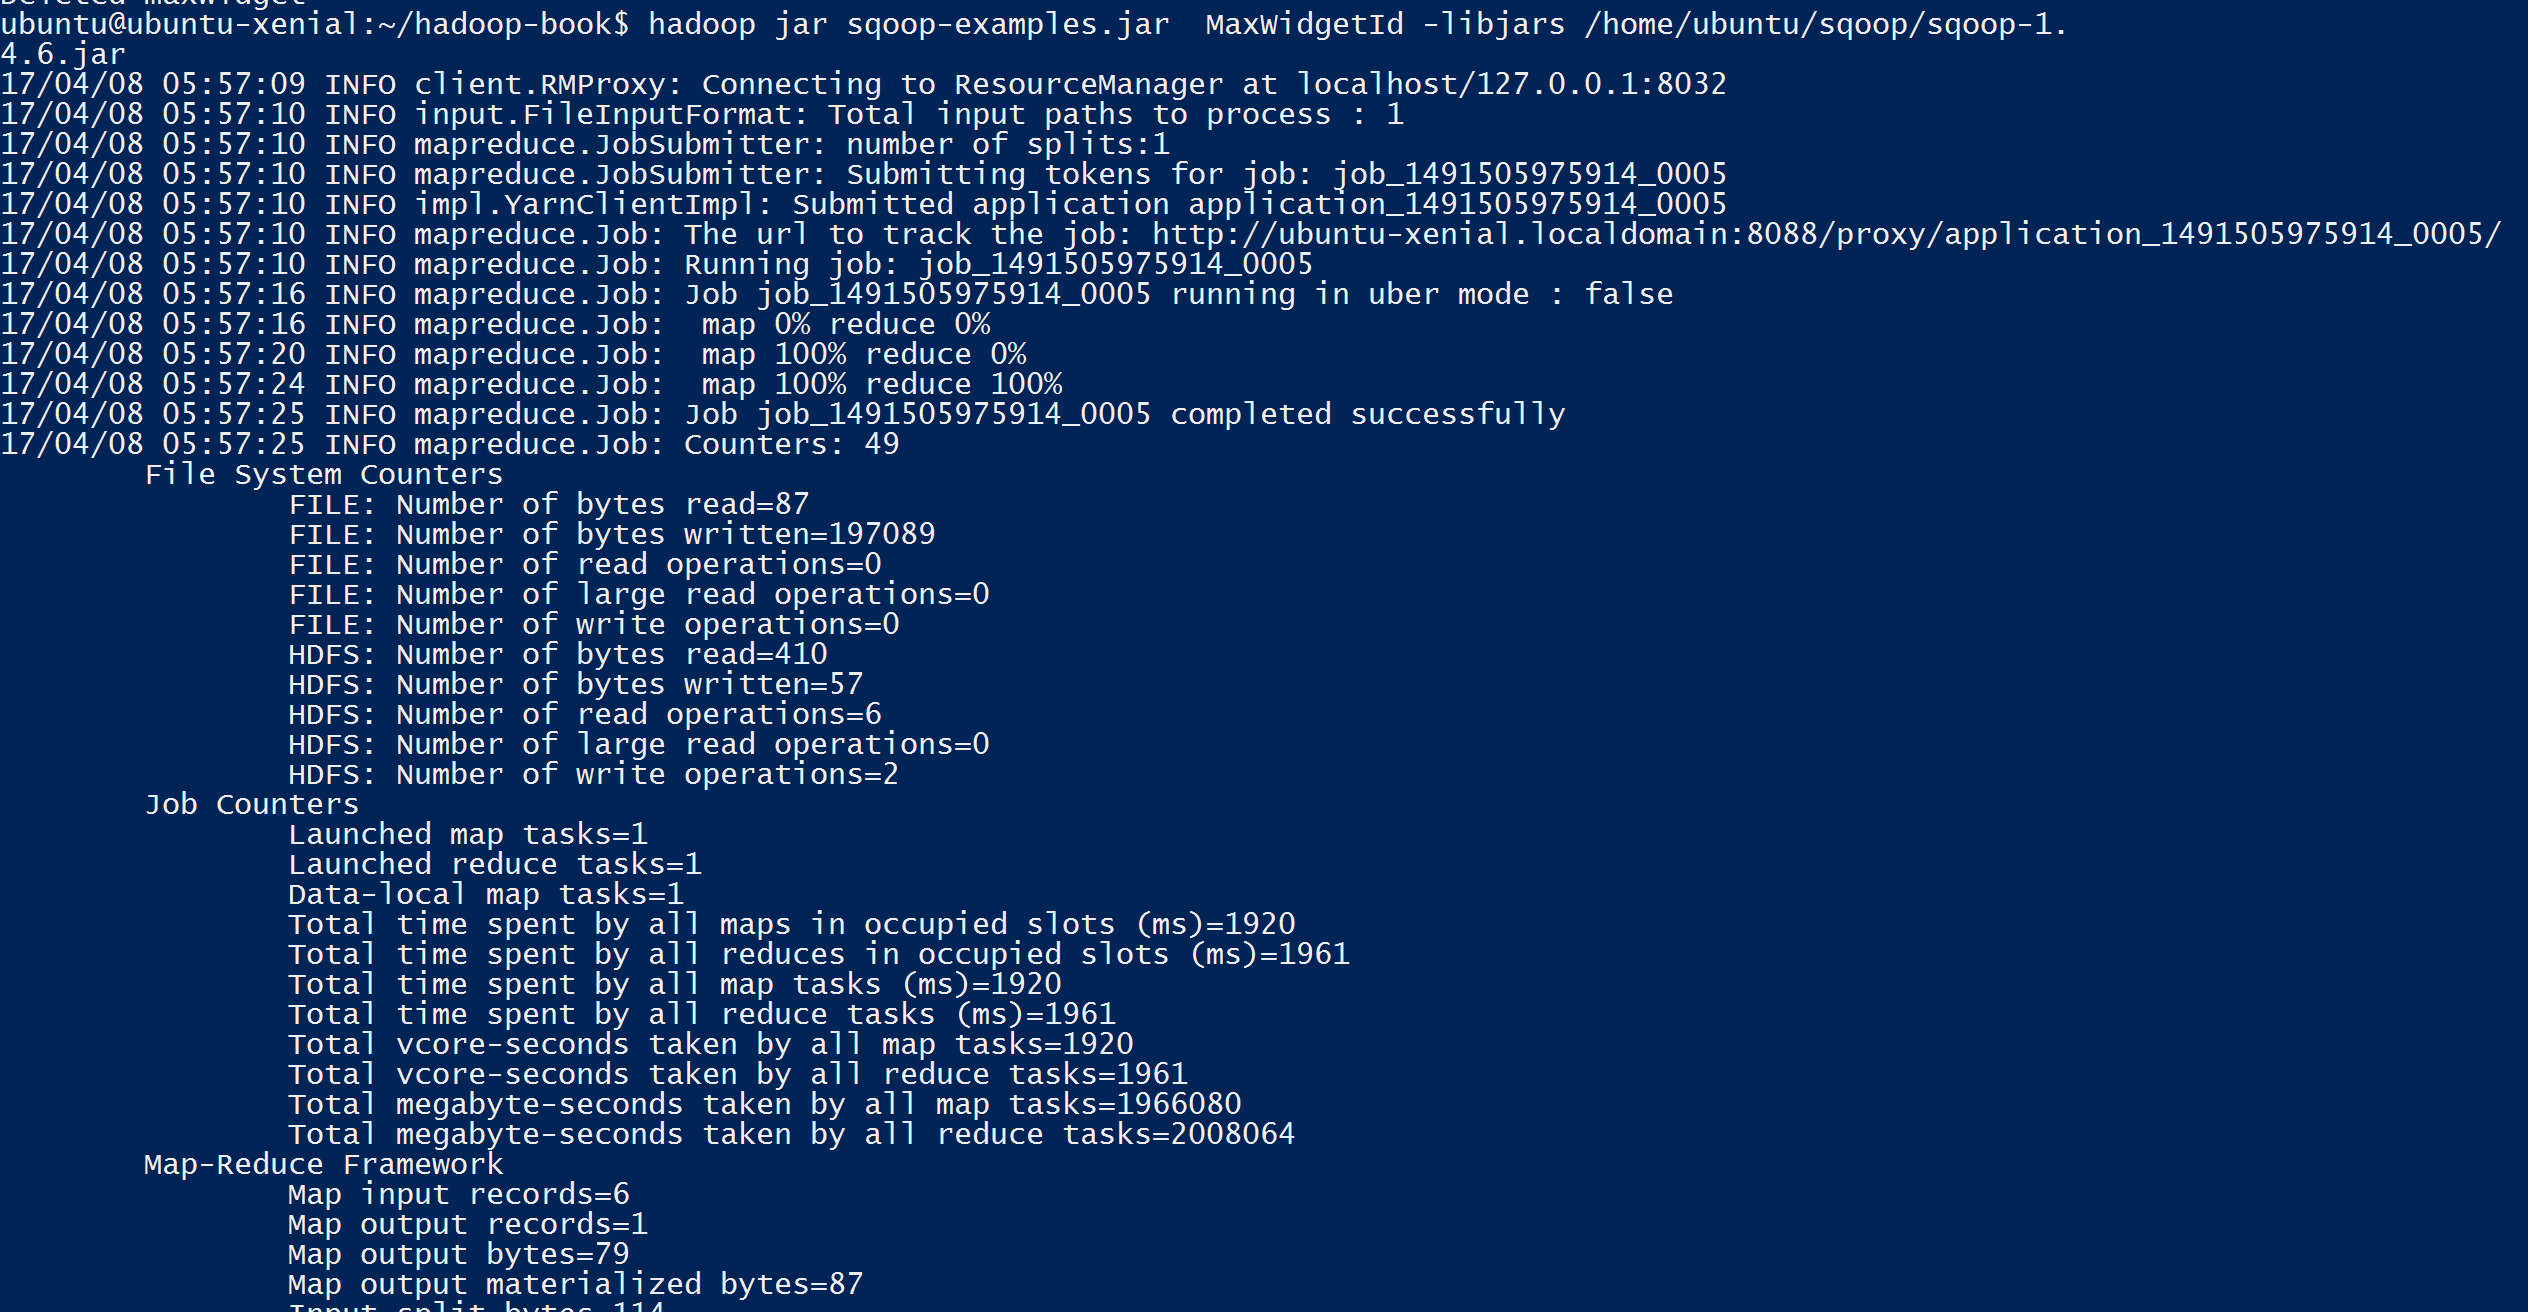 Deleted maxwidget
ubuntu@ubuntu-xenial:~/hadoop-book$ hadoop jar sqoop-examples.jar  MaxWidgetId -libjars /home/ubuntu/sqoop/sqoop-1.
4.6.jar
17/04/08 05:57:09 INFO client.RMProxy: Connecting to ResourceManager at localhost/127.0.0.1:8032
17/04/08 05:57:10 INFO input.FileInputFormat: Total input paths to process : 1
17/04/08 05:57:10 INFO mapreduce.JobSubmitter: number of splits:1
17/04/08 05:57:10 INFO mapreduce.JobSubmitter: Submitting tokens for job: job_1491505975914_0005
17/04/08 05:57:10 INFO impl.YarnClientImpl: Submitted application application_1491505975914_0005
17/04/08 05:57:10 INFO mapreduce.Job: The url to track the job: http://ubuntu-xenial.localdomain:8088/proxy/application_1491505975914_0005/
17/04/08 05:57:10 INFO mapreduce.Job: Running job: job_1491505975914_0005
17/04/08 05:57:16 INFO mapreduce.Job: Job job_1491505975914_0005 running in uber mode : false
17/04/08 05:57:16 INFO mapreduce.Job:  map 0% reduce 0%
17/04/08 05:57:20 INFO mapreduce.Job:  map 100% reduce 0%
17/04/08 05:57:24 INFO mapreduce.Job:  map 100% reduce 100%
17/04/08 05:57:25 INFO mapreduce.Job: Job job_1491505975914_0005 completed successfully
17/04/08 05:57:25 INFO mapreduce.Job: Counters: 49
File System Counters
FILE: Number of bytes read=87
FILE: Number of bytes written=197089
FILE: Number of read operations=0
FILE: Number of large read operations=0
FILE: Number of write operations=0
HDFS: Number of bytes read=410
HDFS: Number of bytes written=57
HDFS: Number of read operations=6
HDFS: Number of large read operations=0
HDFS: Number of write operations=2
Job Counters
Launched map tasks=1
Launched reduce tasks=1
Data-local map tasks=1
Total time spent by all maps in occupied slots (ms)=1920
Total time spent by all reduces in occupied slots (ms)=1961
Total time spent by all map tasks (ms)=1920
Total time spent by all reduce tasks (ms)=1961
Total vcore-seconds taken by all map tasks=1920
Total vcore-seconds taken by all reduce tasks=1961
Total megabyte-seconds taken by all map tasks=1966080
Total megabyte-seconds taken by all reduce tasks=2008064
Map-Reduce Framework
Map input records=6
Map output records=1
Map output bytes=79
Map output materialized bytes=87
Input split bytes=114